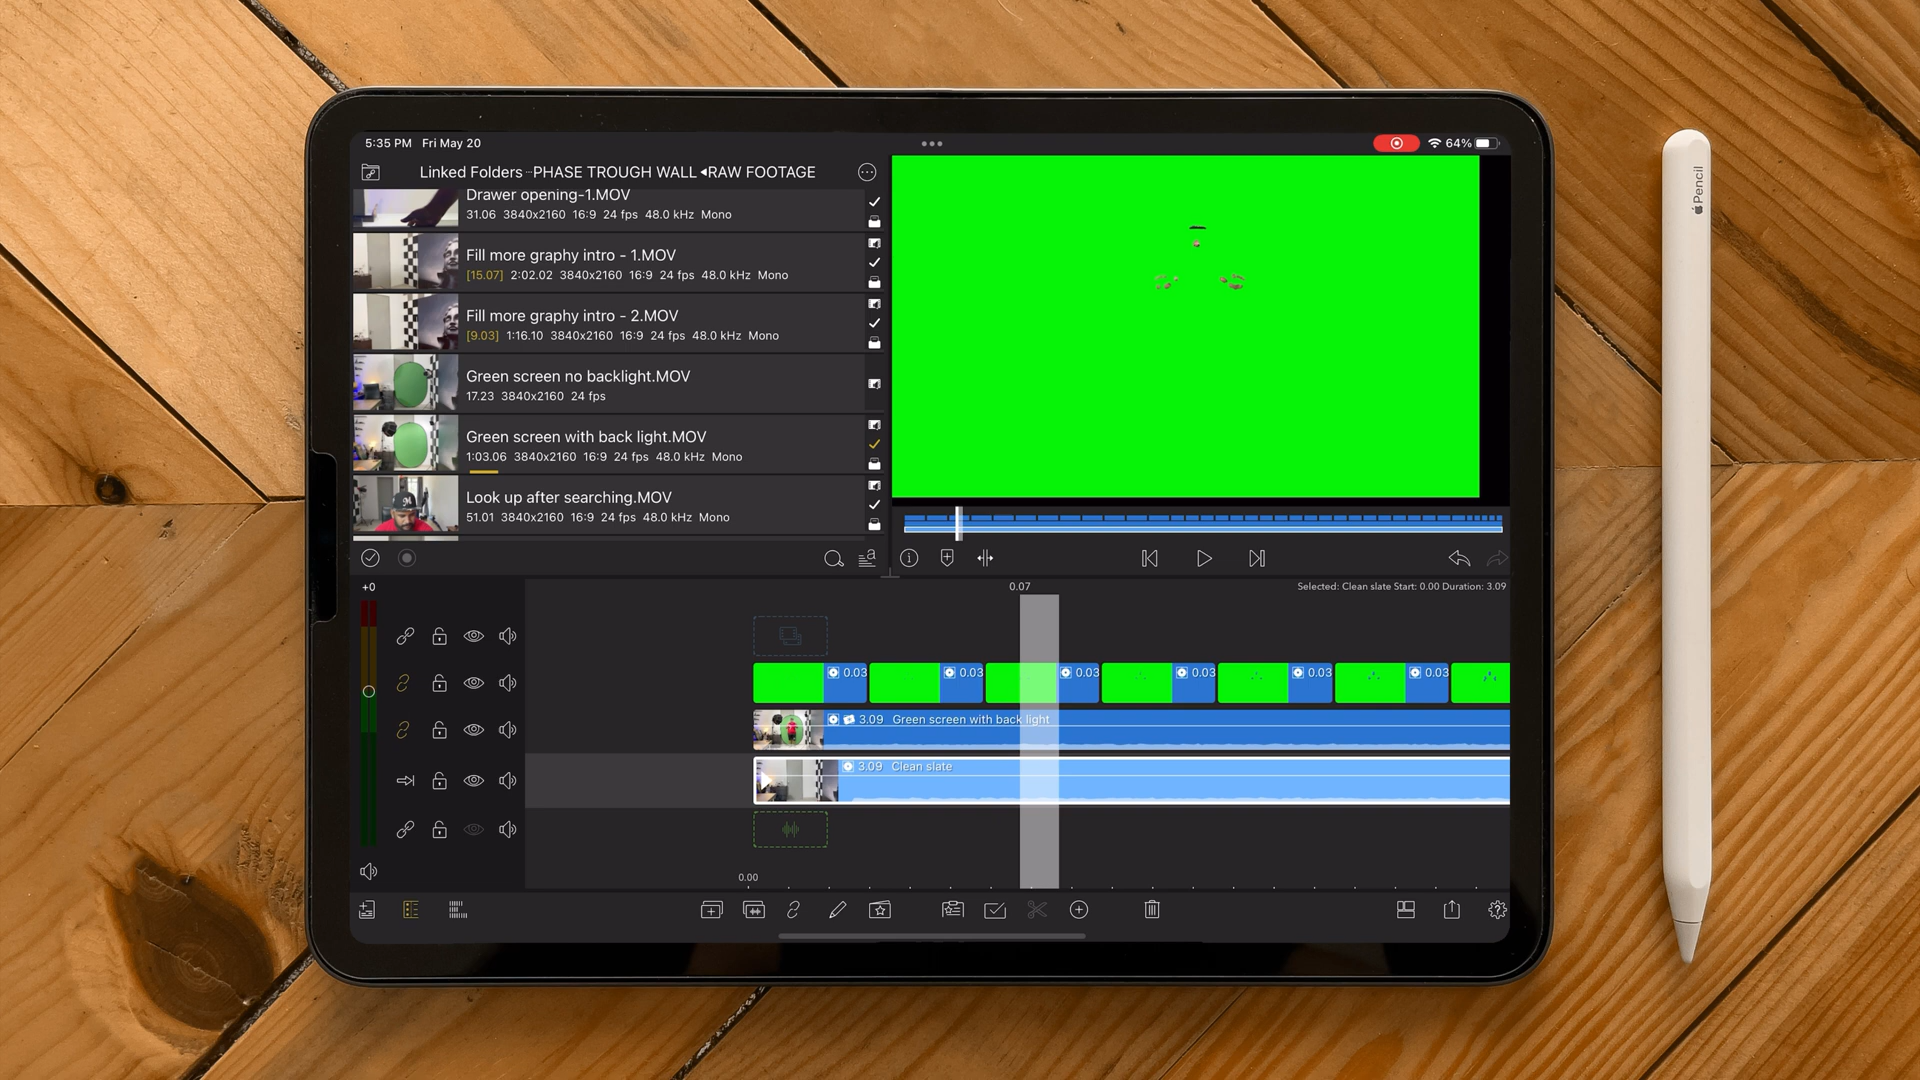 5:35 PM Fri May 20
64%
Linked Folders ··PHASE TROUGH WALL ◂RAW FOOTAGE
Drawer opening-1.MOV
31.06 3840x2160 16:9 24 fps 48.0 kHz Mono
Fill more graphy intro - 1.MOV
[15.07] 2:02.02 3840x2160 16:9 24 fps 48.0 kHz Mono
Fill more graphy intro - 2.MOV
[9.03] 1:16.10 3840x2160 16:9 24 fps 48.0 kHz Mono
Green screen no backlight.MOV
17.23 3840x2160 24 fps
Green screen with back light.MOV
1:03.06 3840x2160 16:9 24 fps 48.0 kHz Mono
Look up after searching.MOV
51.01 3840x2160 16:9 24 fps 48.0 kHz Mono
+0
0.07
Selected: Clean slate Start: 0.00 Duration: 3.09
0.03 0.03 0.03 0.03 0.03 0.03
3.09 Green screen with back light
3.09 Clean slate
0.00
Pencil